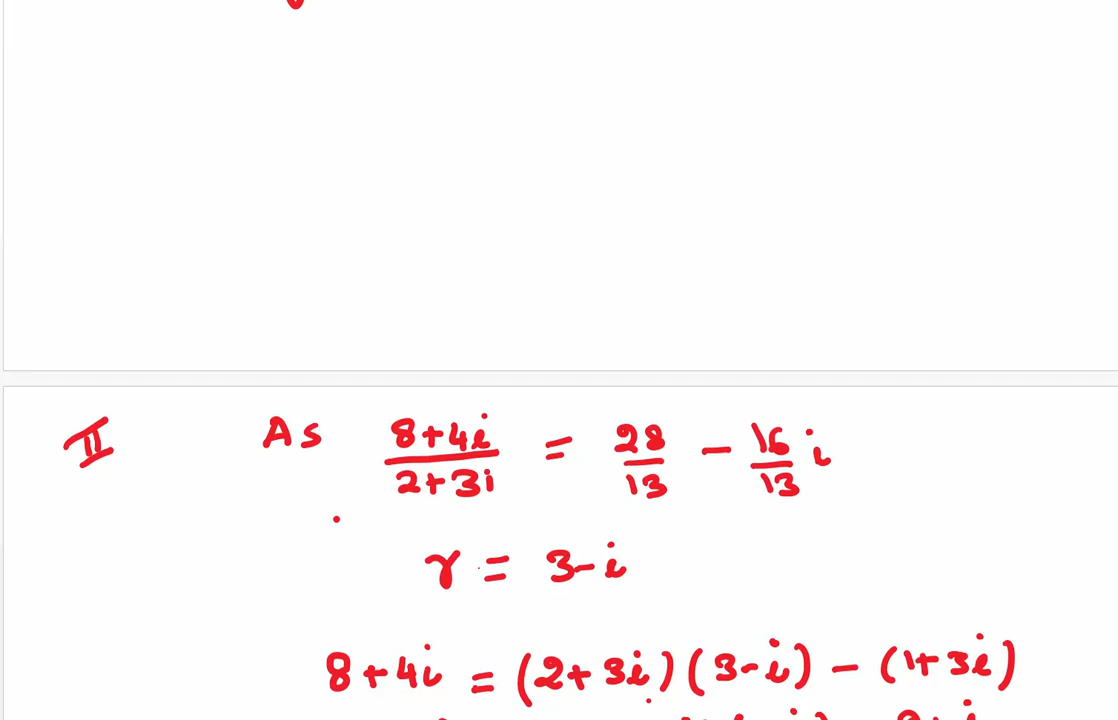 II As (8+4i)/(2+3i) = 28/13 - 16/13 i
γ = 3-i
8+4i = (2+3i)(3-i) - (1+3i)